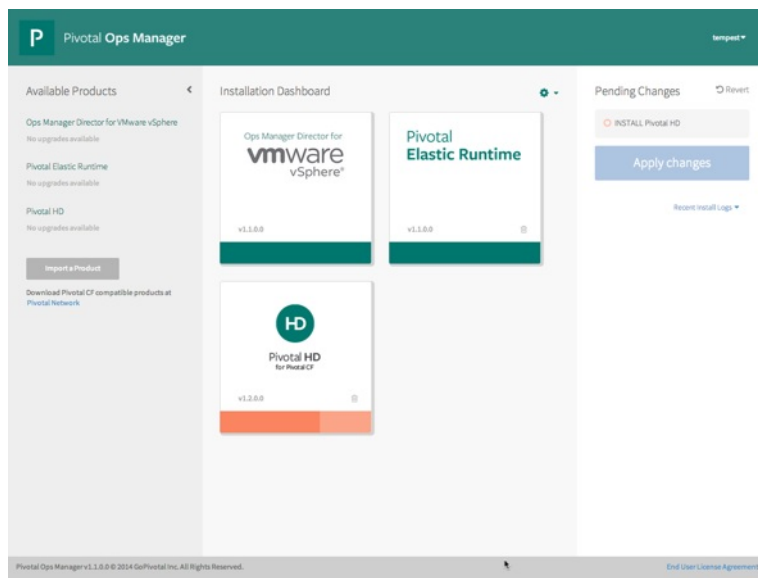 P Pivotal Ops Manager
tempest
Available Products
Ops Manager Director for VMware vSphere
No upgrades available
Pivotal Elastic Runtime
No upgrades available
Pivotal HD
No upgrades available
Import a Product
Download Pivotal CF compatible products at
Pivotal Network
Installation Dashboard
Ops Manager Director for
vmware
vSphere®
v1.1.0.0
Pivotal
Elastic Runtime
v1.1.0.0
HD
Pivotal HD
for Pivotal CF
v1.2.0.0
Pending Changes
Revert
INSTALL Pivotal HD
Apply changes
Recent Install Logs
Pivotal Ops Manager v1.1.0.0 © 2014 GoPivotal Inc. All Rights Reserved.
End User License Agreement